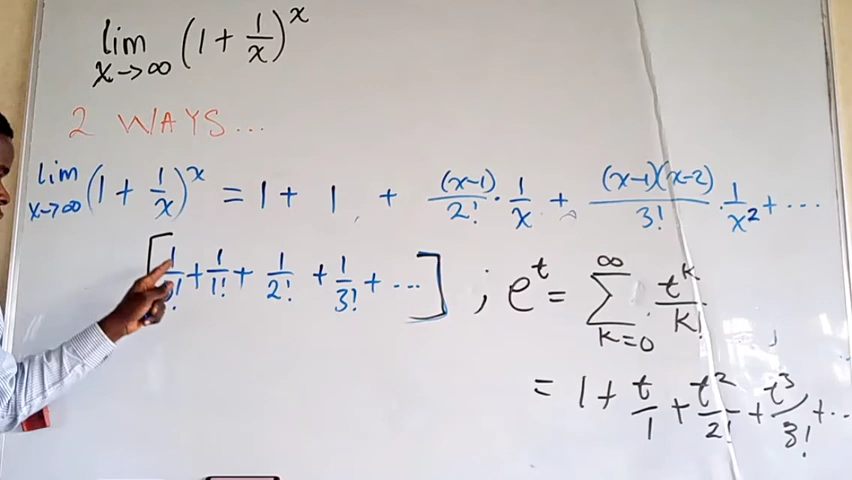 lim x→∞ (1 + 1/x)^x
2 WAYS...
lim x→∞ (1 + 1/x)^x = 1 + 1 + (x-1)/2! · 1/x + (x-1)(x-2)/3! · 1/x² + ...
[1/0! + 1/1! + 1/2! + 1/3! + ...] ; e^t = ∑_{k=0}^{∞} t^k/k!
= 1 + t/1 + t²/2! + t³/3! + ...